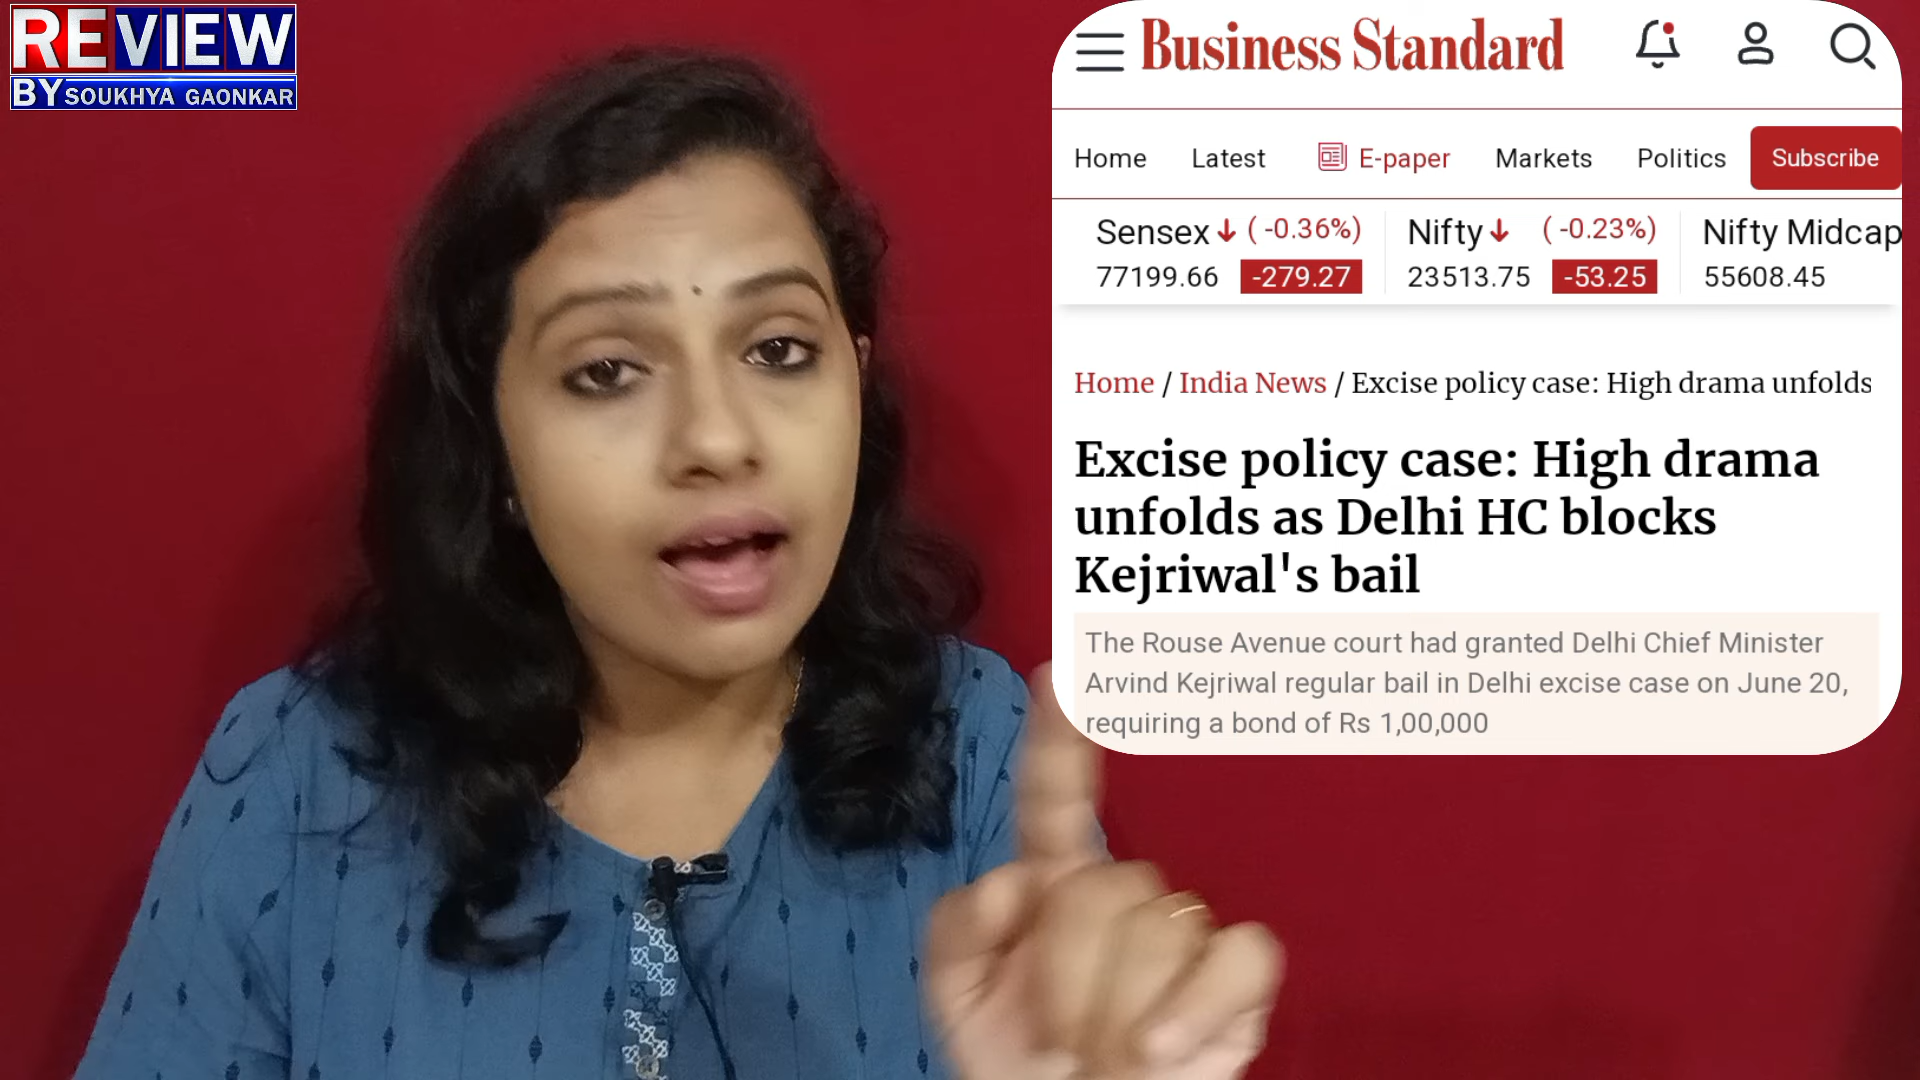 REVIEW
BY SOUKHYA GAONKAR
Business Standard
Home Latest E-paper Markets Politics Subscribe
Sensex ( -0.36%) Nifty ( -0.23%) Nifty Midcap
77199.66 -279.27 23513.75 -53.25 55608.45
Home / India News / Excise policy case: High drama unfolds
Excise policy case: High drama
unfolds as Delhi HC blocks
Kejriwal's bail
The Rouse Avenue court had granted Delhi Chief Minister
Arvind Kejriwal regular bail in Delhi excise case on June 20,
requiring a bond of Rs 1,00,000